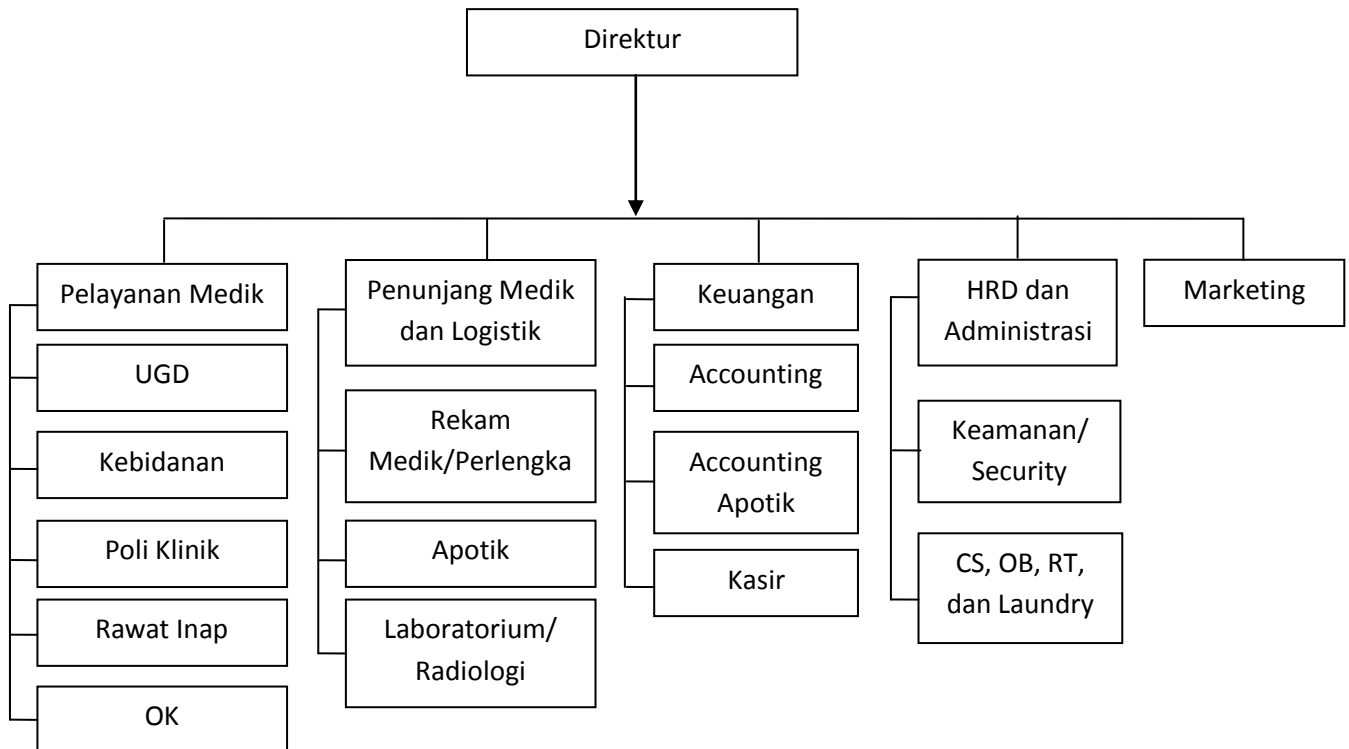 Direktur
Pelayanan Medik
UGD
Kebidanan
Poli Klinik
Rawat Inap
OK
Penunjang Medik
dan Logistik
Rekam
Medik/Perlengka
Apotik
Laboratorium/
Radiologi
Keuangan
Accounting
Accounting
Apotik
Kasir
HRD dan
Administrasi
Keamanan/
Security
CS, OB, RT,
dan Laundry
Marketing